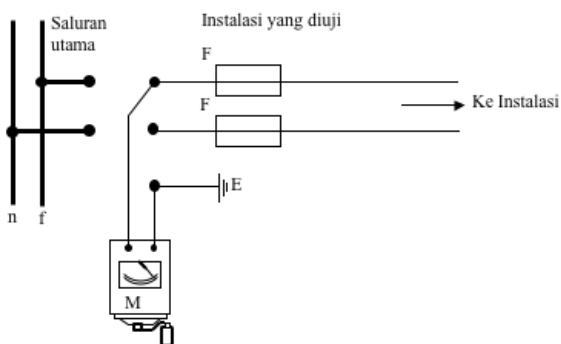 Saluran
utama
Instalasi yang diuji
F
F
Ke Instalasi
E
n f
M